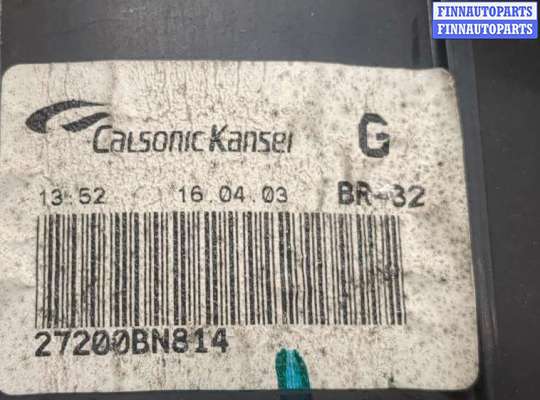 FINNAUTOPARTS
FINNAUTOPARTS
CALSONIC KANSEI G
13 52 16.04.03 BR-32
27200BN814